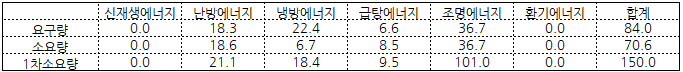 신재생에너지 난방에너지 냉방에너지 급탕에너지 조명에너지 환기에너지 합계
요구량 0.0 18.3 22.4 6.6 36.7 0.0 84.0
소요량 0.0 18.6 6.7 8.5 36.7 0.0 70.6
1차소요량 0.0 21.1 18.4 9.5 101.0 0.0 150.0